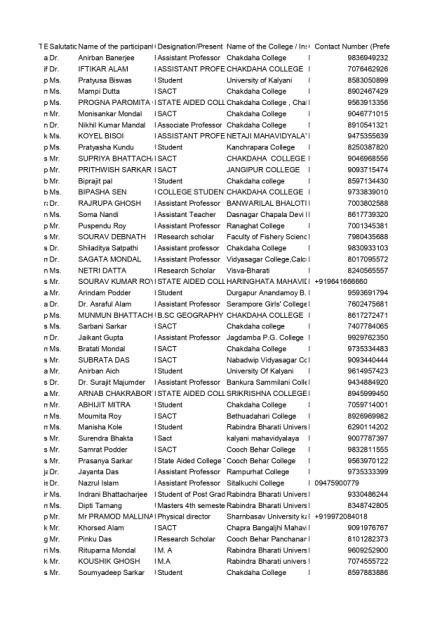 T E Salutatic Name of the participant Designation/Present Name of the College / Ins Contact Number (Prefe
a Dr. Anirban Banerjee Assistant Professor Chakdaha College 9836949232
if Dr. IFTIKAR ALAM ASSISTANT PROFE CHAKDAHA COLLEGE 7076462926
k Ms. Pratyusa Biswas Student University of Kalyani 8583050899
n Ms. Mampi Dutta SACT Chakdaha College 8902467429
p Ms. PROGNA PAROMITA STATE AIDED COLL Chakdaha College , Chal 9563913356
n Mr. Monisankar Mondal SACT Chakdaha College 9046771015
n Dr. Nikhil Kumar Mandal Associate Professor Chakdaha College 8910541321
k Ms. KOYEL BISOI ASSISTANT PROFE NETAJI MAHAVIDYALA' 9475355639
p Ms. Pratyasha Kundu Student Kanchrapara College 8250387820
s Mr. SUPRIYA BHATTACH SACT CHAKDAHA COLLEGE 9046968556
p Mr. PRITHWISH SARKAR SACT JANGIPUR COLLEGE 9093715474
b Mr. Biprajit pal Student Chakdaha college 8597134430
b Ms. BIPASHA SEN COLLEGE STUDEN CHAKDAHA COLLEGE 9733839010
r Dr. RAJRUPA GHOSH Assistant Professor BANWARILAL BHALOTI 7003802588
n Ms. Soma Nandi Assistant Teacher Dasnagar Chapala Devi 8617739320
p Mr. Puspendu Roy Assistant Professor Ranaghat College 7001345381
s Mr. SOURAV DEBNATH Research scholar Faculty of Fishery Scienc 7980435688
s Dr. Shiladitya Satpathi Assistant professor Chakdaha College 9830933103
n Dr. SAGATA MONDAL Assistant Professor Vidyasagar College,Calc 8017095572
n Ms. NETRI DATTA Research Scholar Visva-Bharati 8240565557
s Mr. SOURAV KUMAR ROY STATE AIDED COLL HARINGHATA MAHAVII +919641666660
a Mr. Arindam Podder Student Durgapur Anandamoy B. 9593691794
a Dr. Dr. Asraful Alam Assistant Professor Serampore Girls' College 7602475681
p Ms. MUNMUN BHATTACH B.SC GEOGRAPHY CHAKDAHA COLLEGE 8617272471
s Ms. Sarbani Sarkar SACT Chakdaha college 7407784065
n Dr. Jaikant Gupta Assistant Professor Jagdamba P.G. College 9929762350
n Ms. Bratati Mondal SACT Chakdaha College 9735334483
s Mr. SUBRATA DAS SACT Nabadwip Vidyasagar Co 9093440444
a Mr. Anirban Aich Student University Of Kalyani 9614957423
s Dr. Dr. Surajit Majumder Assistant Professor Bankura Sammilani Colle 9434884920
a Mr. ARNAB CHAKRABOR STATE AIDED COLL SRIKRISHNA COLLEGE 8945999450
n Mr. ABHIJIT MITRA Student Chakdaha College 7059714001
n Ms. Moumita Roy SACT Bethuadahari College 8926969982
n Ms. Manisha Kole Student Rabindra Bharati Univers 6290114202
s Mr. Surendra Bhakta Sact kalyani mahavidyalaya 9007787397
s Mr. Samrat Podder SACT Cooch Behar College 9832811555
s Mr. Prasanya Sarkar State Aided College Cooch Behar College 9563970122
ja Dr. Jayanta Das Assistant Professor Rampurhat College 9735333399
is Dr. Nazrul Islam Assistant Professor Sitalkuchi College 09475900779
ir Ms. Indrani Bhattacharjee Student of Post Grad Rabindra Bharati Univers 9330486244
n Ms. Dipti Tamang Masters 4th semeste Rabindra Bharati Univers 8348742805
p Mr. Mr PRAMOD MALLINA Physical director Sharnbasav University k +919972084018
k Mr. Khorsed Alam SACT Chapra Bangaljhi Mahavi 9091976767
g Mr. Pinku Das Research Scholar Cooch Behar Panchanar 8101282373
ri Ms. Rituparna Mondal M. A Rabindra Bharati Univers 9609252900
k Mr. KOUSHIK GHOSH M.A Rabindra Bharati univers 7074555722
s Mr. Soumyadeep Sarkar Student Chakdaha College 8597883886